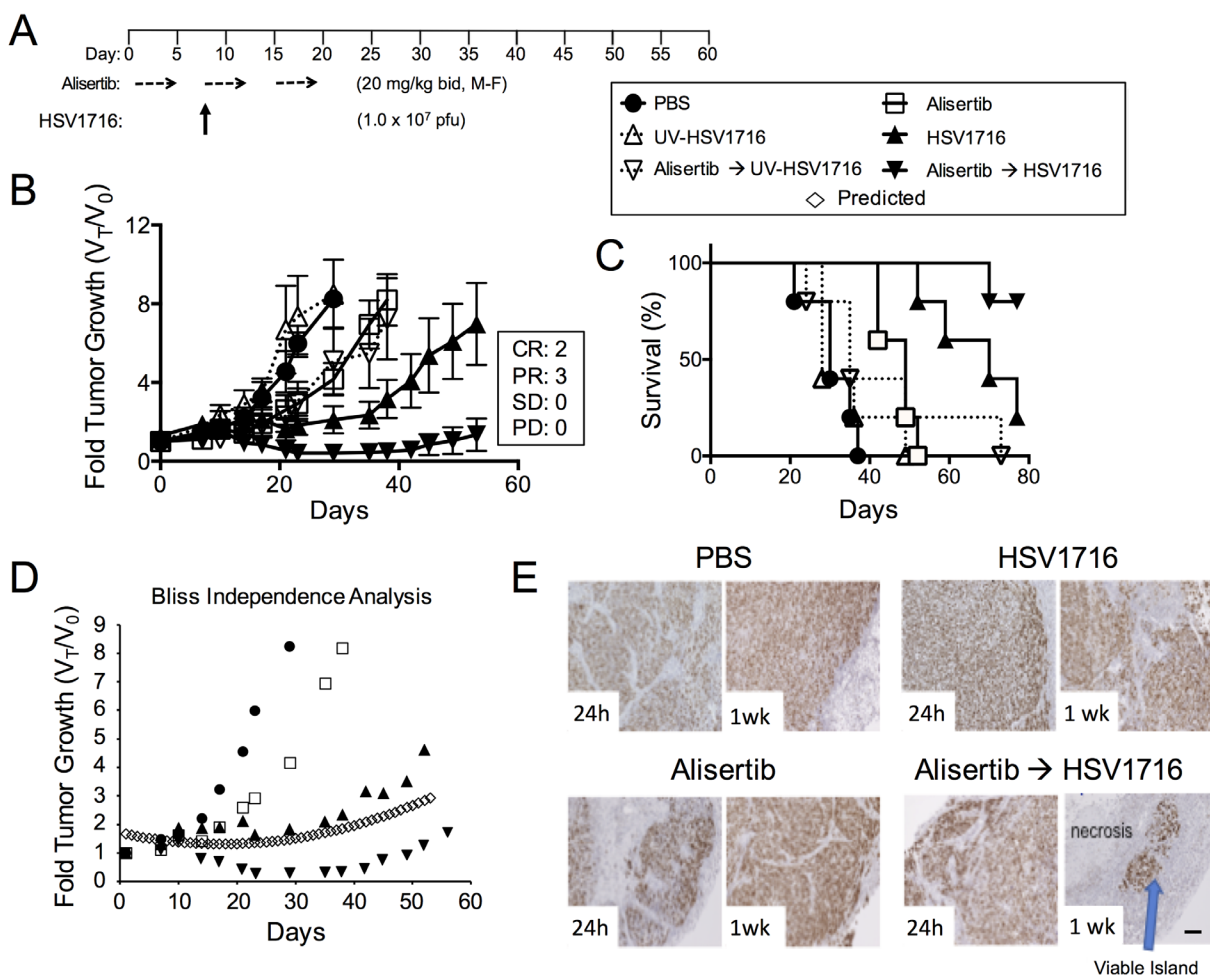 A
0 5 10 15 20 25 30 35 40 45 50 55 60
Day:
Alisertib: (20 mg/kg bid, M-F)
HSV1716: (1.0 x 10⁷ pfu)
PBS Alisertib
UV-HSV1716 HSV1716
Alisertib → UV-HSV1716 Alisertib → HSV1716
Predicted
B
Fold Tumor Growth (V_T/V_0)
12
8
4
0
0 20 40 60
Days
CR: 2
PR: 3
SD: 0
PD: 0
C
Survival (%)
100
50
0
0 20 40 60 80
Days
D
Bliss Independence Analysis
Fold Tumor Growth (V_T/V_0)
9
8
7
6
5
4
3
2
1
0
0 20 40 60
Days
E
PBS HSV1716
24h 1wk 24h 1 wk
Alisertib Alisertib → HSV1716
necrosis
24h 1wk 24h 1 wk
Viable Island